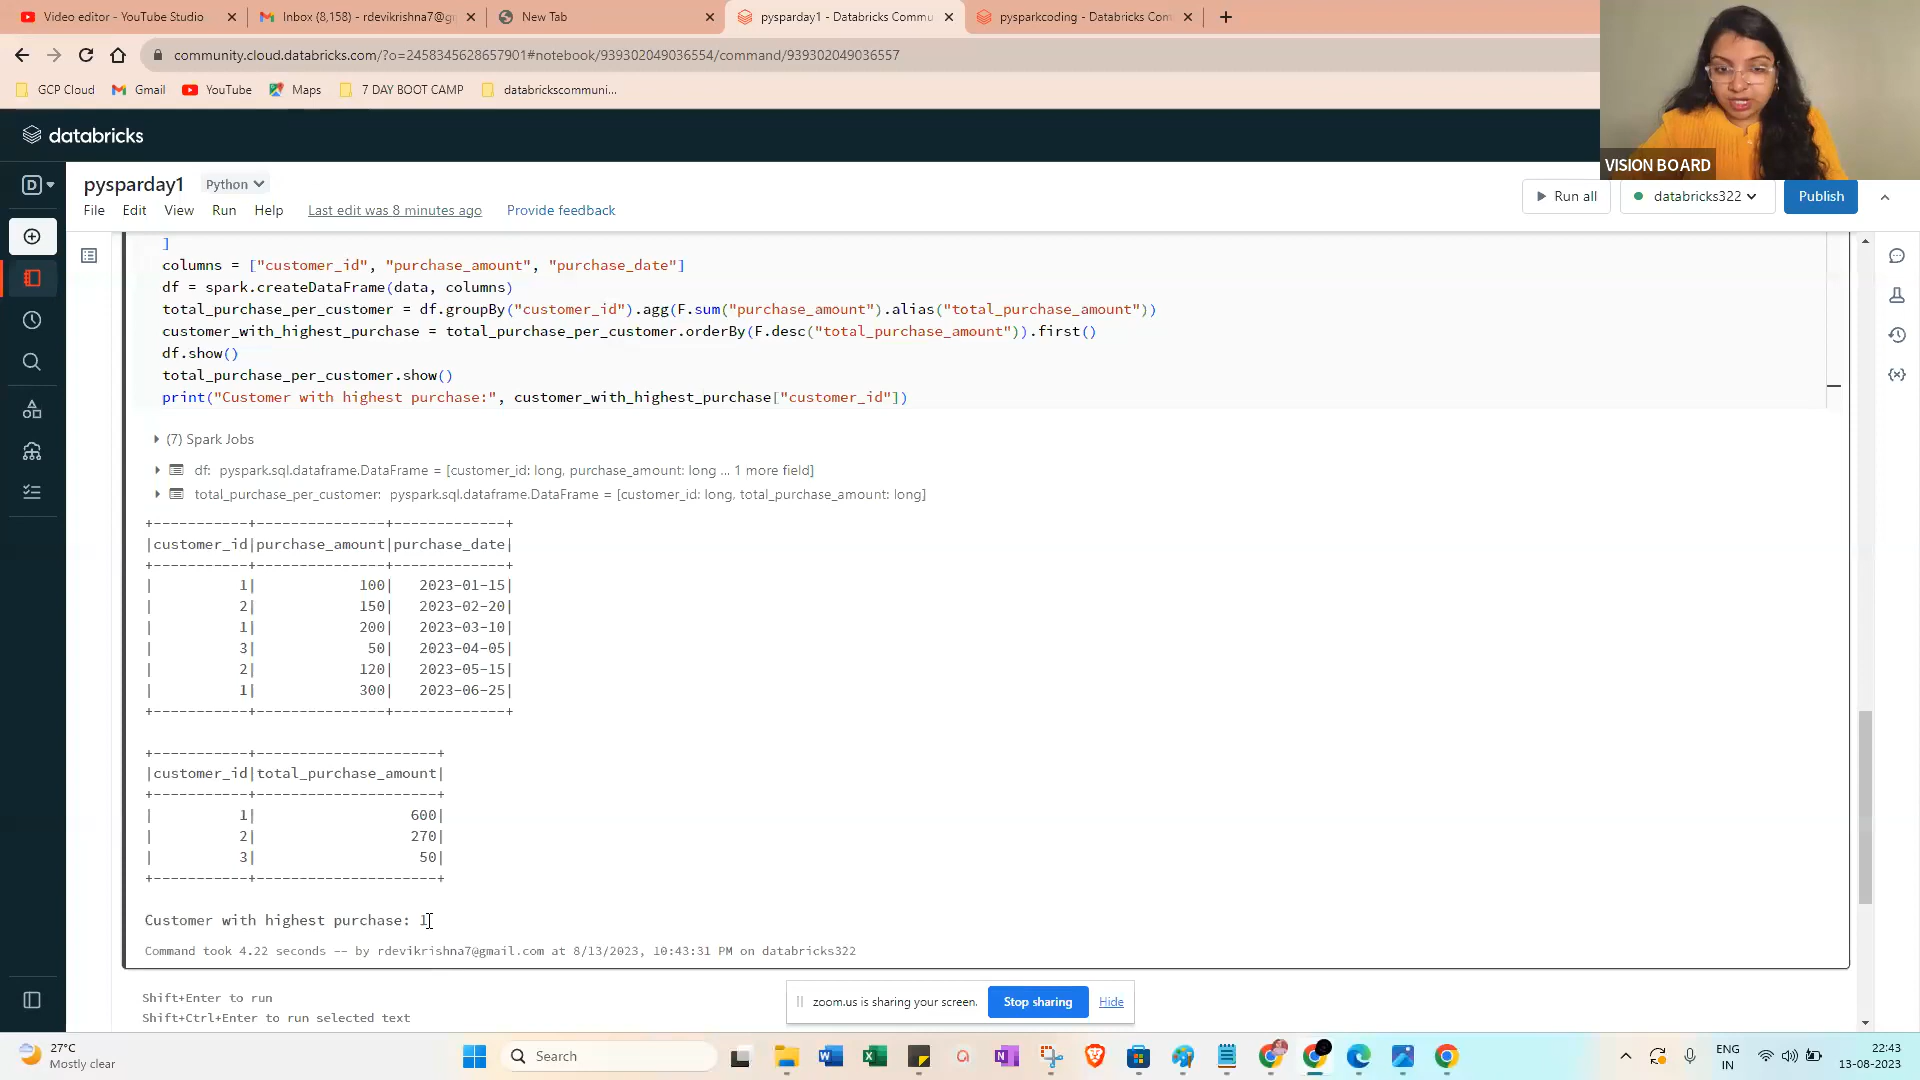 Video editor - YouTube Studio
Inbox (8,158) - rdevikrishna7@g
New Tab
pysparday1 - Databricks Commu
pysparkcoding - Databricks Com
community.cloud.databricks.com/?o=2458345628657901#notebook/939302049036554/command/939302049036557
GCP Cloud
Gmail
YouTube
Maps
7 DAY BOOT CAMP
databrickscommuni...
databricks
VISION BOARD
D
pysparday1
Python
File
Edit
View
Run
Help
Last edit was 8 minutes ago
Provide feedback
Run all
databricks322
Publish
]
columns = ["customer_id", "purchase_amount", "purchase_date"]
df = spark.createDataFrame(data, columns)
total_purchase_per_customer = df.groupBy("customer_id").agg(F.sum("purchase_amount").alias("total_purchase_amount"))
customer_with_highest_purchase = total_purchase_per_customer.orderBy(F.desc("total_purchase_amount")).first()
df.show()
total_purchase_per_customer.show()
print("Customer with highest purchase:", customer_with_highest_purchase["customer_id"])
(7) Spark Jobs
df: pyspark.sql.dataframe.DataFrame = [customer_id: long, purchase_amount: long ... 1 more field]
total_purchase_per_customer: pyspark.sql.dataframe.DataFrame = [customer_id: long, total_purchase_amount: long]
+-----------+---------------+-------------+
|customer_id|purchase_amount|purchase_date|
+-----------+---------------+-------------+
|          1|            100|   2023-01-15|
|          2|            150|   2023-02-20|
|          1|            200|   2023-03-10|
|          3|             50|   2023-04-05|
|          2|            120|   2023-05-15|
|          1|            300|   2023-06-25|
+-----------+---------------+-------------+
+-----------+---------------------+
|customer_id|total_purchase_amount|
+-----------+---------------------+
|          1|                  600|
|          2|                  270|
|          3|                   50|
+-----------+---------------------+
Customer with highest purchase: 1
Command took 4.22 seconds -- by rdevikrishna7@gmail.com at 8/13/2023, 10:43:31 PM on databricks322
Shift+Enter to run
Shift+Ctrl+Enter to run selected text
zoom.us is sharing your screen.
Stop sharing
Hide
27°C
Mostly clear
Search
ENG
IN
22:43
13-08-2023